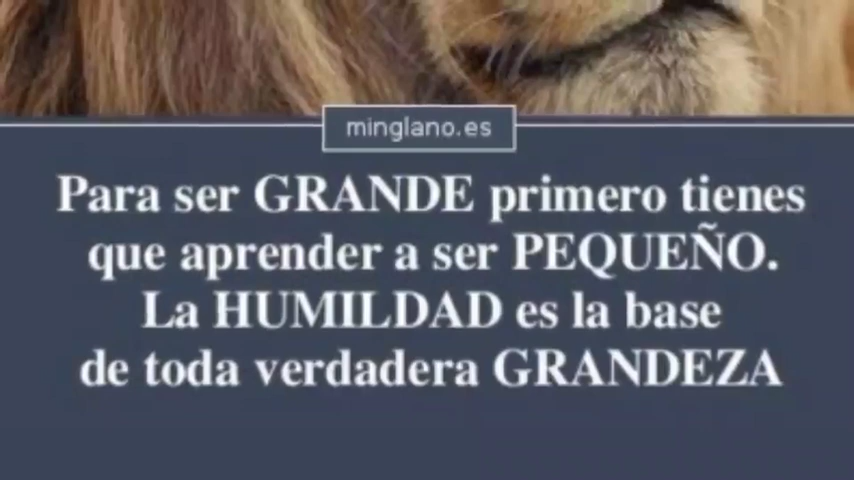 minglano.es
Para ser GRANDE primero tienes
que aprender a ser PEQUEÑO.
La HUMILDAD es la base
de toda verdadera GRANDEZA